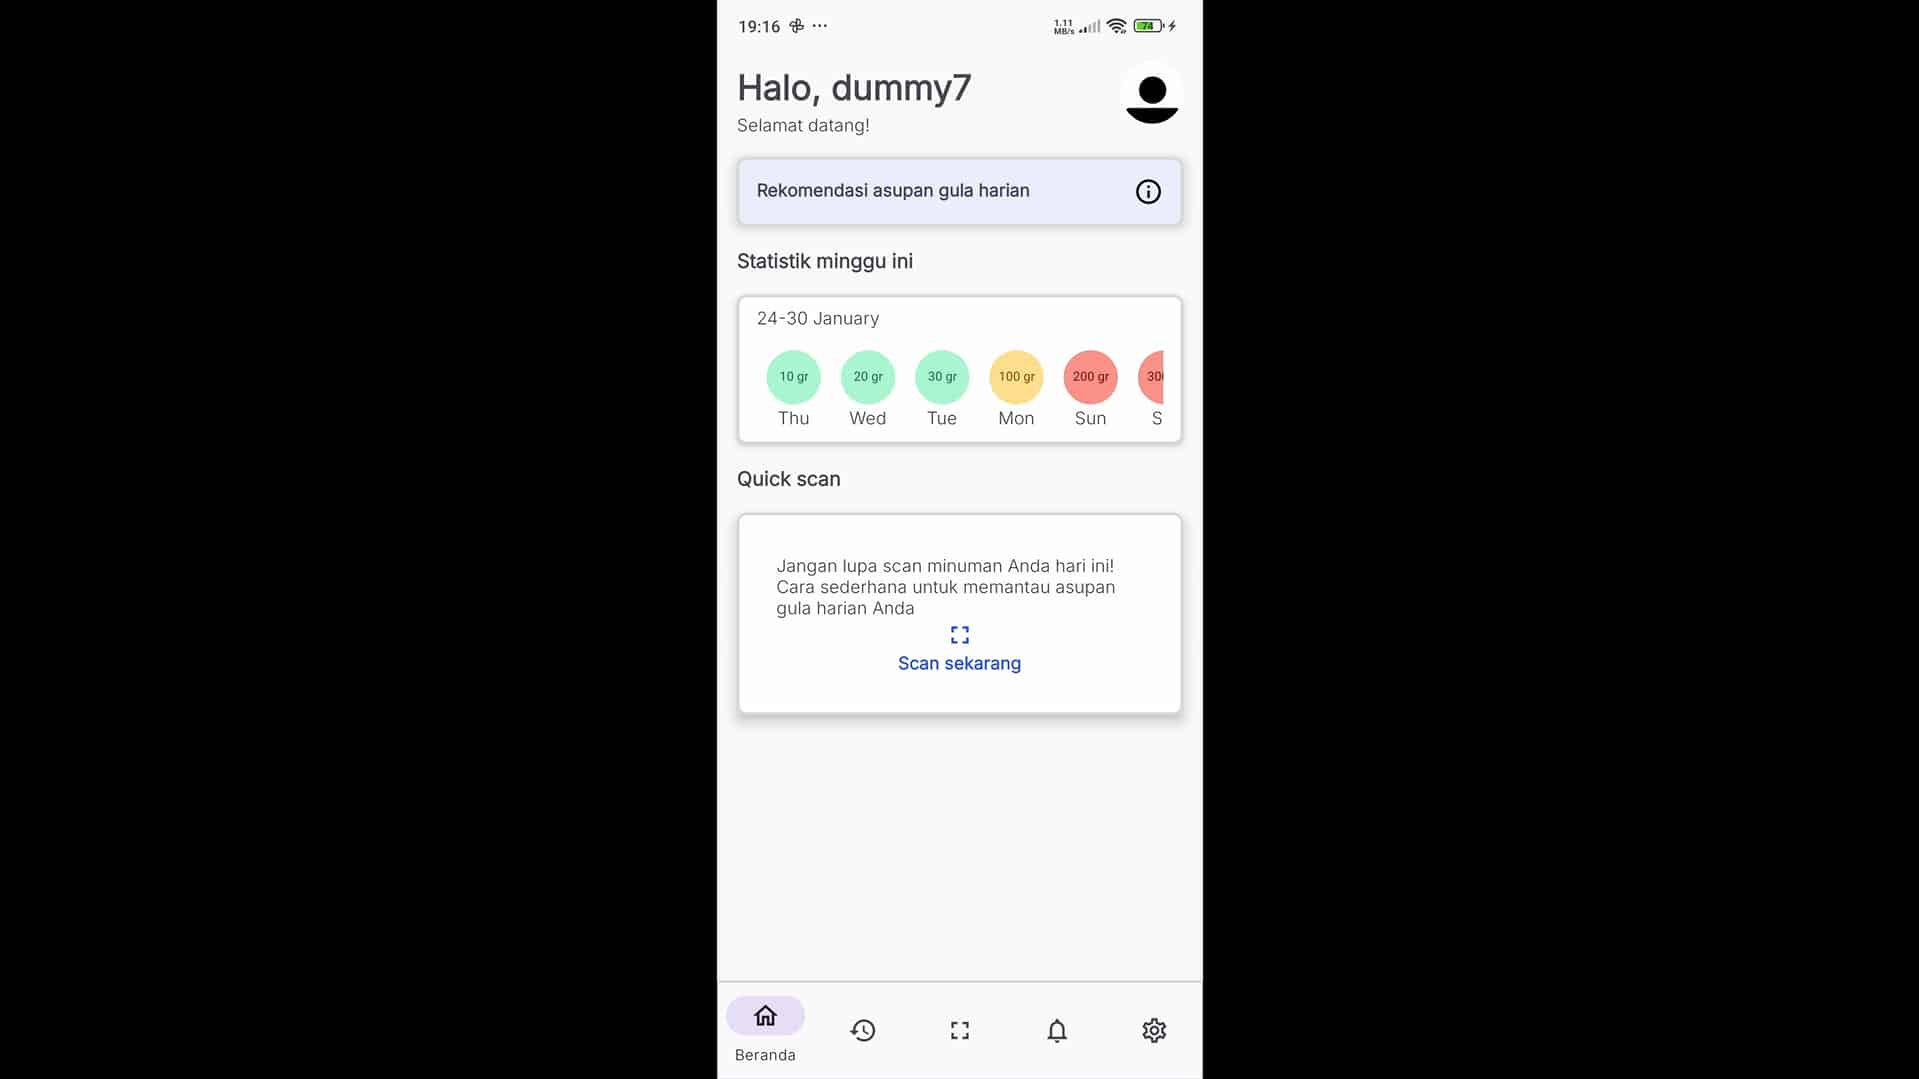 19:16
1.11
MB/s
74
Halo, dummy7
Selamat datang!
Rekomendasi asupan gula harian
Statistik minggu ini
24-30 January
10 gr 20 gr 30 gr 100 gr 200 gr 300
Thu Wed Tue Mon Sun S
Quick scan
Jangan lupa scan minuman Anda hari ini!
Cara sederhana untuk memantau asupan
gula harian Anda
Scan sekarang
Beranda